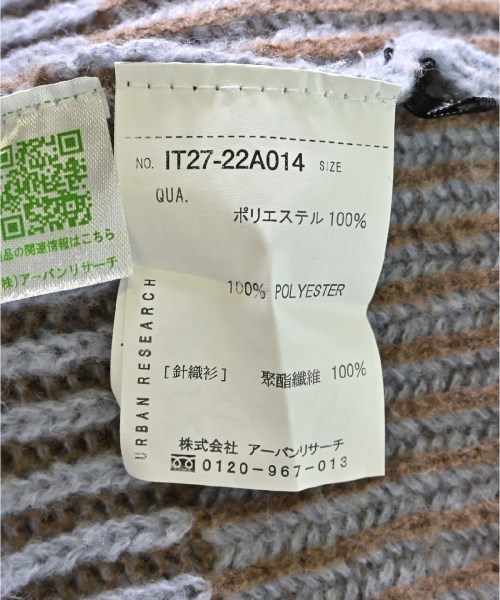 NO. IT27-22A014 SIZE
QUA.
ポリエステル 100%
100% POLYESTER
[針織衫] 聚酯纖維 100%
URBAN RESEARCH
株式会社 アーバンリサーチ
0120-967-013
品の関連情報はこちら
株)アーバンリサーチ